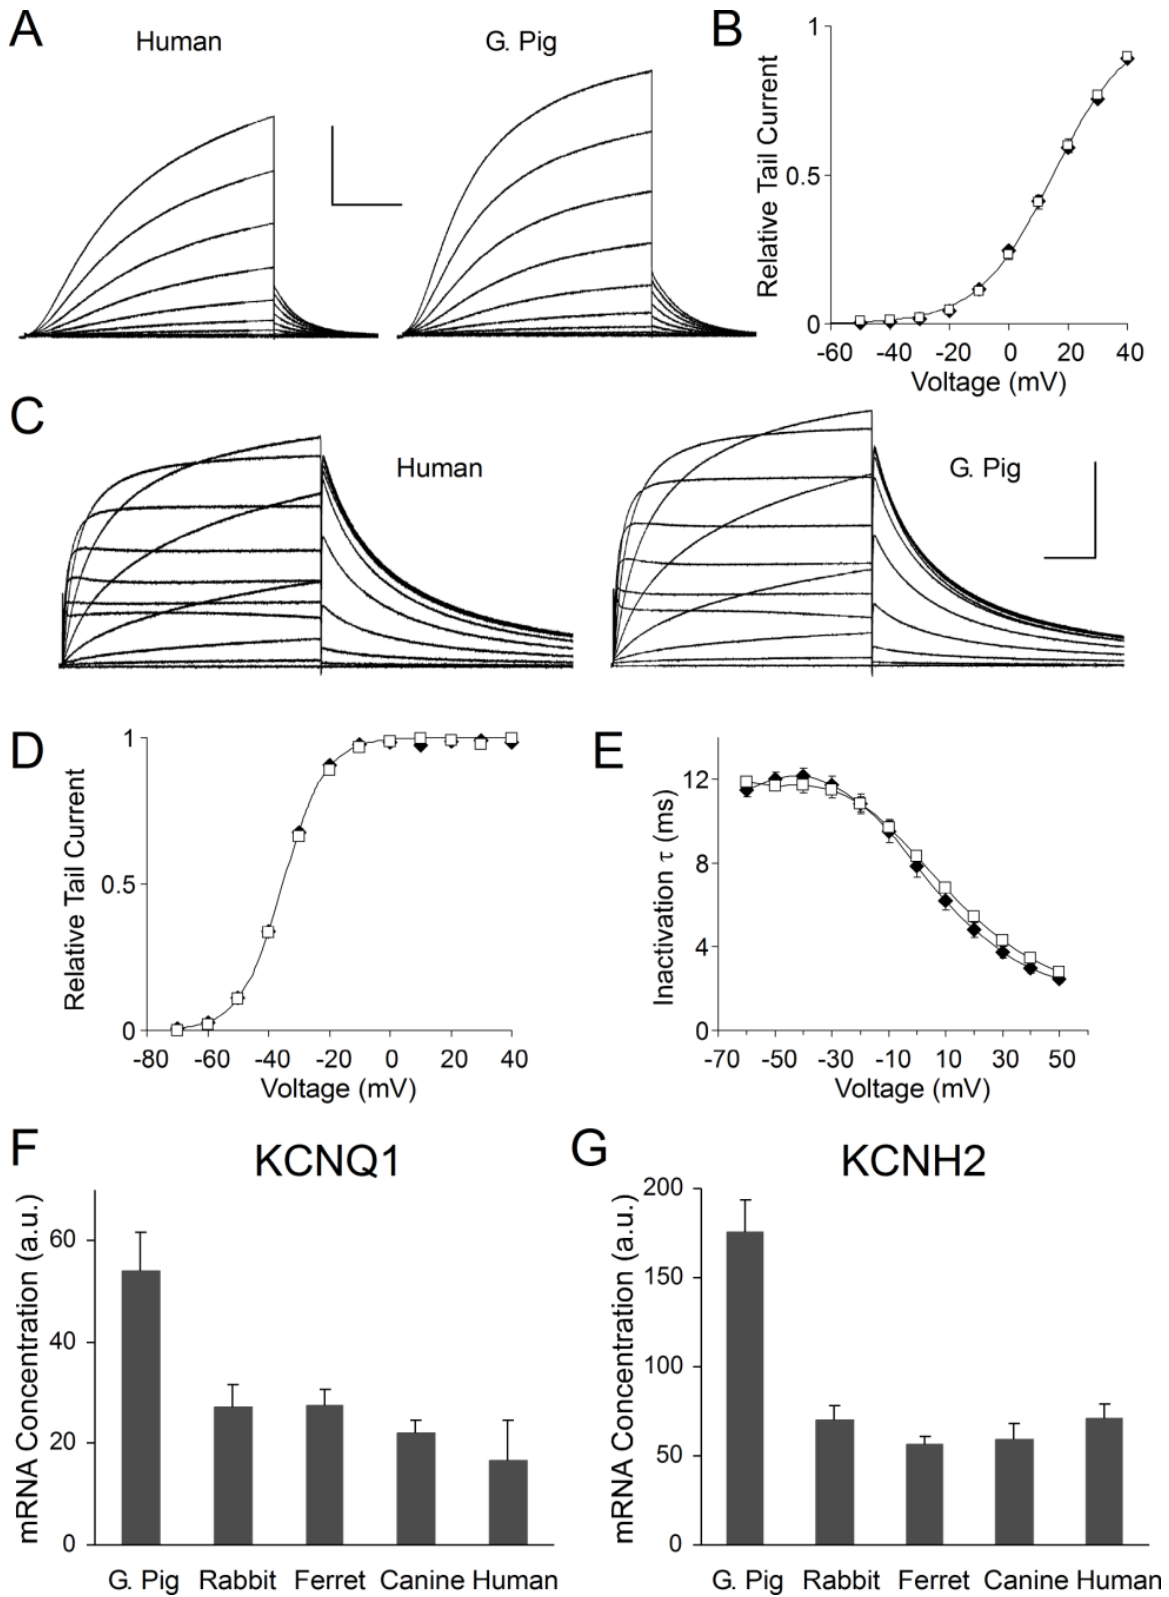 A
Human
G. Pig
B
Relative Tail Current
1
0.5
0
-60 -40 -20 0 20 40
Voltage (mV)
C
Human
G. Pig
D
Relative Tail Current
1
0.5
0
-80 -60 -40 -20 0 20 40
Voltage (mV)
E
Inactivation τ (ms)
12
8
4
0
-70 -50 -30 -10 10 30 50
Voltage (mV)
F
KCNQ1
mRNA Concentration (a.u.)
60
40
20
0
G. Pig Rabbit Ferret Canine Human
G
KCNH2
mRNA Concentration (a.u.)
200
150
100
50
0
G. Pig Rabbit Ferret Canine Human